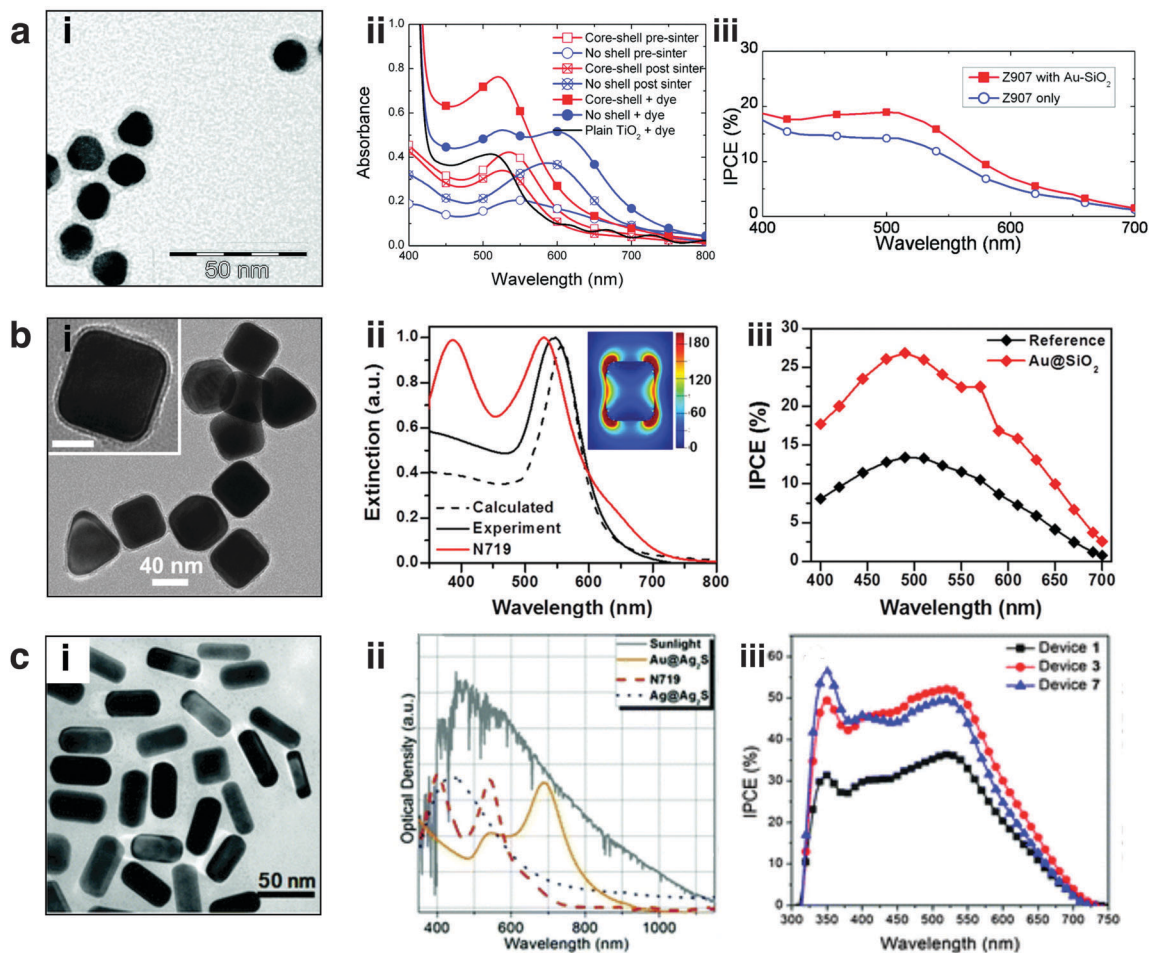 a
i
50 nm
ii
1.0
0.8
0.6
0.4
0.2
0.0
Absorbance
400 450 500 550 600 650 700 750 800
Wavelength (nm)
Core-shell pre-sinter
No shell pre-sinter
Core-shell post sinter
No shell post sinter
Core-shell + dye
No shell + dye
Plain TiO₂ + dye
iii
30
20
10
0
IPCE (%)
400 500 600 700
Wavelength (nm)
Z907 with Au-SiO₂
Z907 only
b
i
40 nm
ii
1.0
0.8
0.6
0.4
0.2
0.0
Extinction (a.u.)
400 500 600 700 800
Wavelength (nm)
Calculated
Experiment
N719
180
120
60
0
iii
30
25
20
15
10
5
0
IPCE (%)
400 450 500 550 600 650 700
Wavelength (nm)
Reference
Au@SiO₂
c
i
50 nm
ii
Optical Density (a.u.)
400 600 800 1000
Wavelength (nm)
Sunlight
Au@Ag₂S
N719
Ag@Ag₂S
iii
60
50
40
30
20
10
0
IPCE (%)
300 350 400 450 500 550 600 650 700 750
Wavelength (nm)
Device 1
Device 3
Device 7